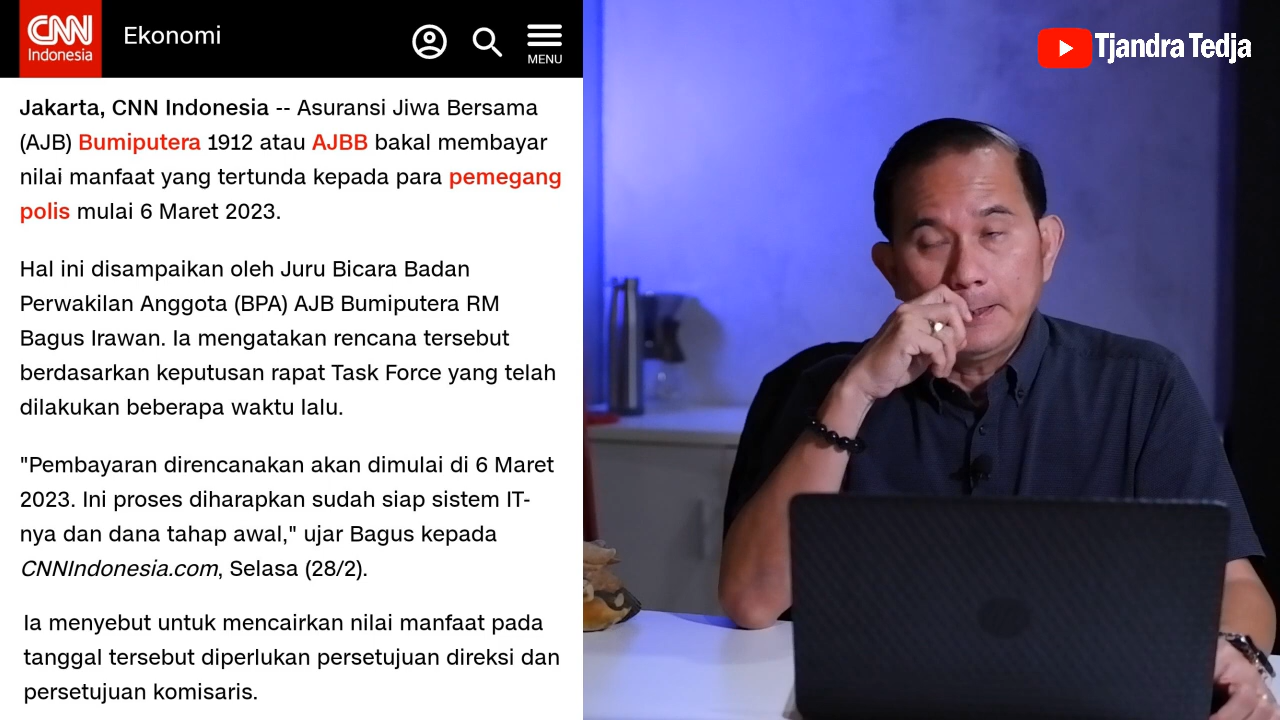 CNN
Indonesia
Ekonomi
MENU
Tjandra Tedja
Jakarta, CNN Indonesia -- Asuransi Jiwa Bersama
(AJB) Bumiputera 1912 atau AJBB bakal membayar
nilai manfaat yang tertunda kepada para pemegang
polis mulai 6 Maret 2023.
Hal ini disampaikan oleh Juru Bicara Badan
Perwakilan Anggota (BPA) AJB Bumiputera RM
Bagus Irawan. Ia mengatakan rencana tersebut
berdasarkan keputusan rapat Task Force yang telah
dilakukan beberapa waktu lalu.
"Pembayaran direncanakan akan dimulai di 6 Maret
2023. Ini proses diharapkan sudah siap sistem IT-
nya dan dana tahap awal," ujar Bagus kepada
CNNIndonesia.com, Selasa (28/2).
Ia menyebut untuk mencairkan nilai manfaat pada
tanggal tersebut diperlukan persetujuan direksi dan
persetujuan komisaris.